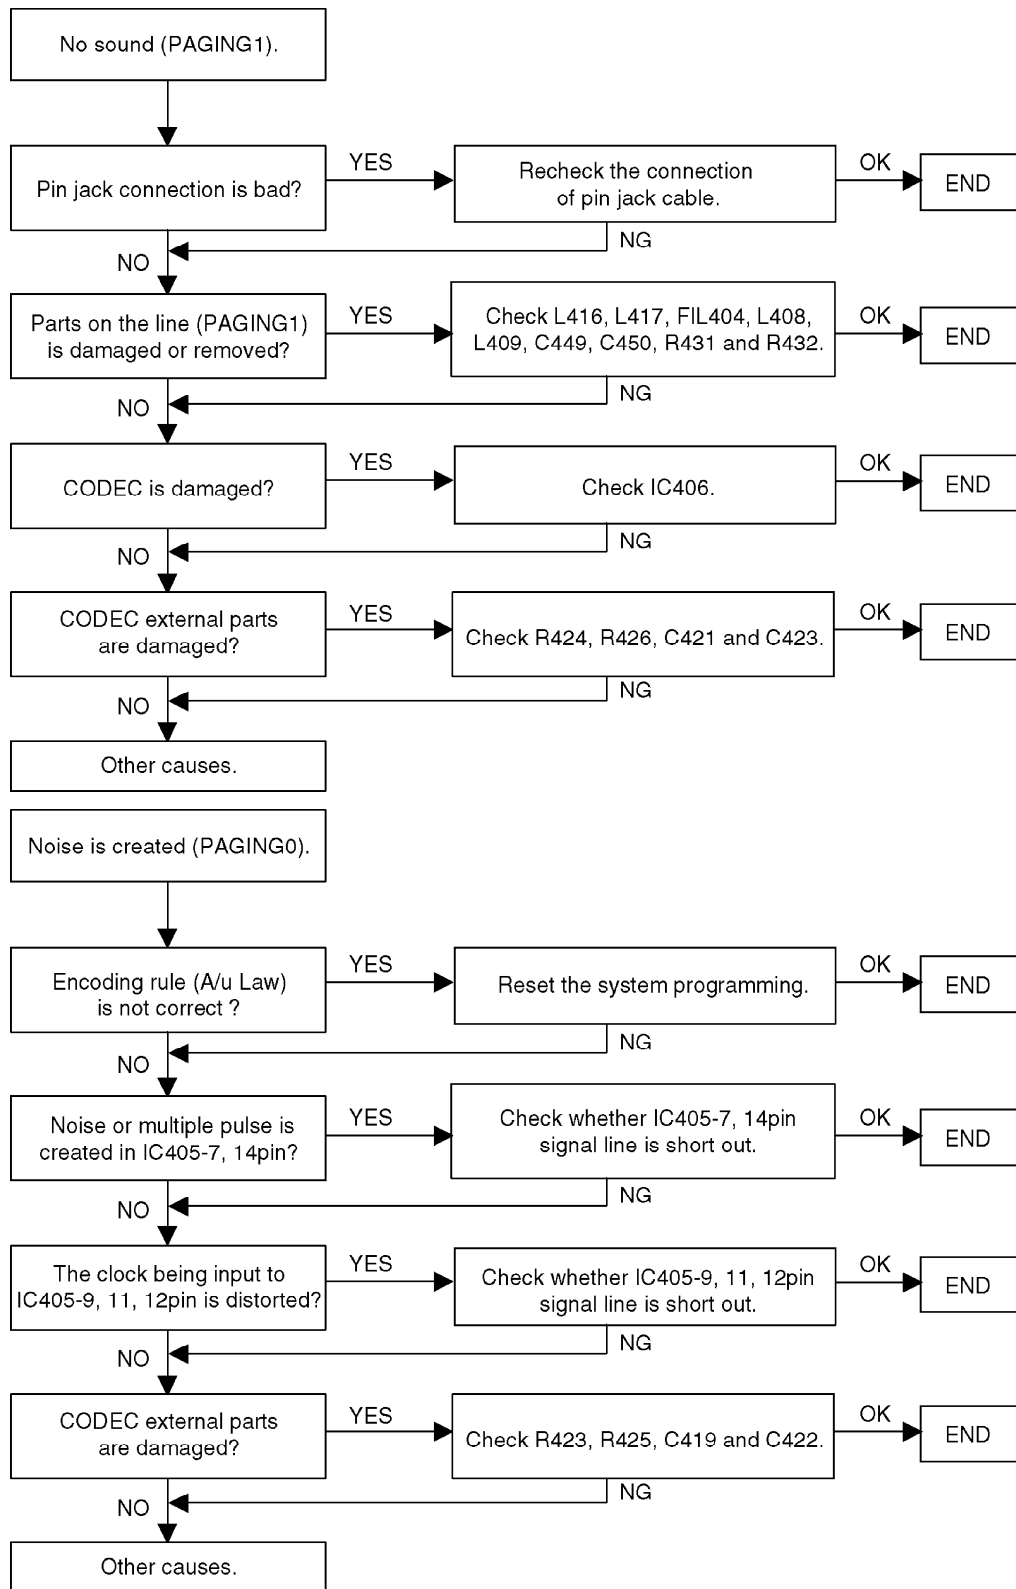 No sound (PAGING1).
Pin jack connection is bad?
YES
Recheck the connection
of pin jack cable.
OK
END
NG
NO
Parts on the line (PAGING1)
is damaged or removed?
YES
Check L416, L417, FIL404, L408,
L409, C449, C450, R431 and R432.
OK
END
NG
NO
CODEC is damaged?
YES
Check IC406.
OK
END
NG
NO
CODEC external parts
are damaged?
YES
Check R424, R426, C421 and C423.
OK
END
NG
NO
Other causes.
Noise is created (PAGING0).
Encoding rule (A/u Law)
is not correct ?
YES
Reset the system programming.
OK
END
NG
NO
Noise or multiple pulse is
created in IC405-7, 14pin?
YES
Check whether IC405-7, 14pin
signal line is short out.
OK
END
NG
NO
The clock being input to
IC405-9, 11, 12pin is distorted?
YES
Check whether IC405-9, 11, 12pin
signal line is short out.
OK
END
NG
NO
CODEC external parts
are damaged?
YES
Check R423, R425, C419 and C422.
OK
END
NG
NO
Other causes.